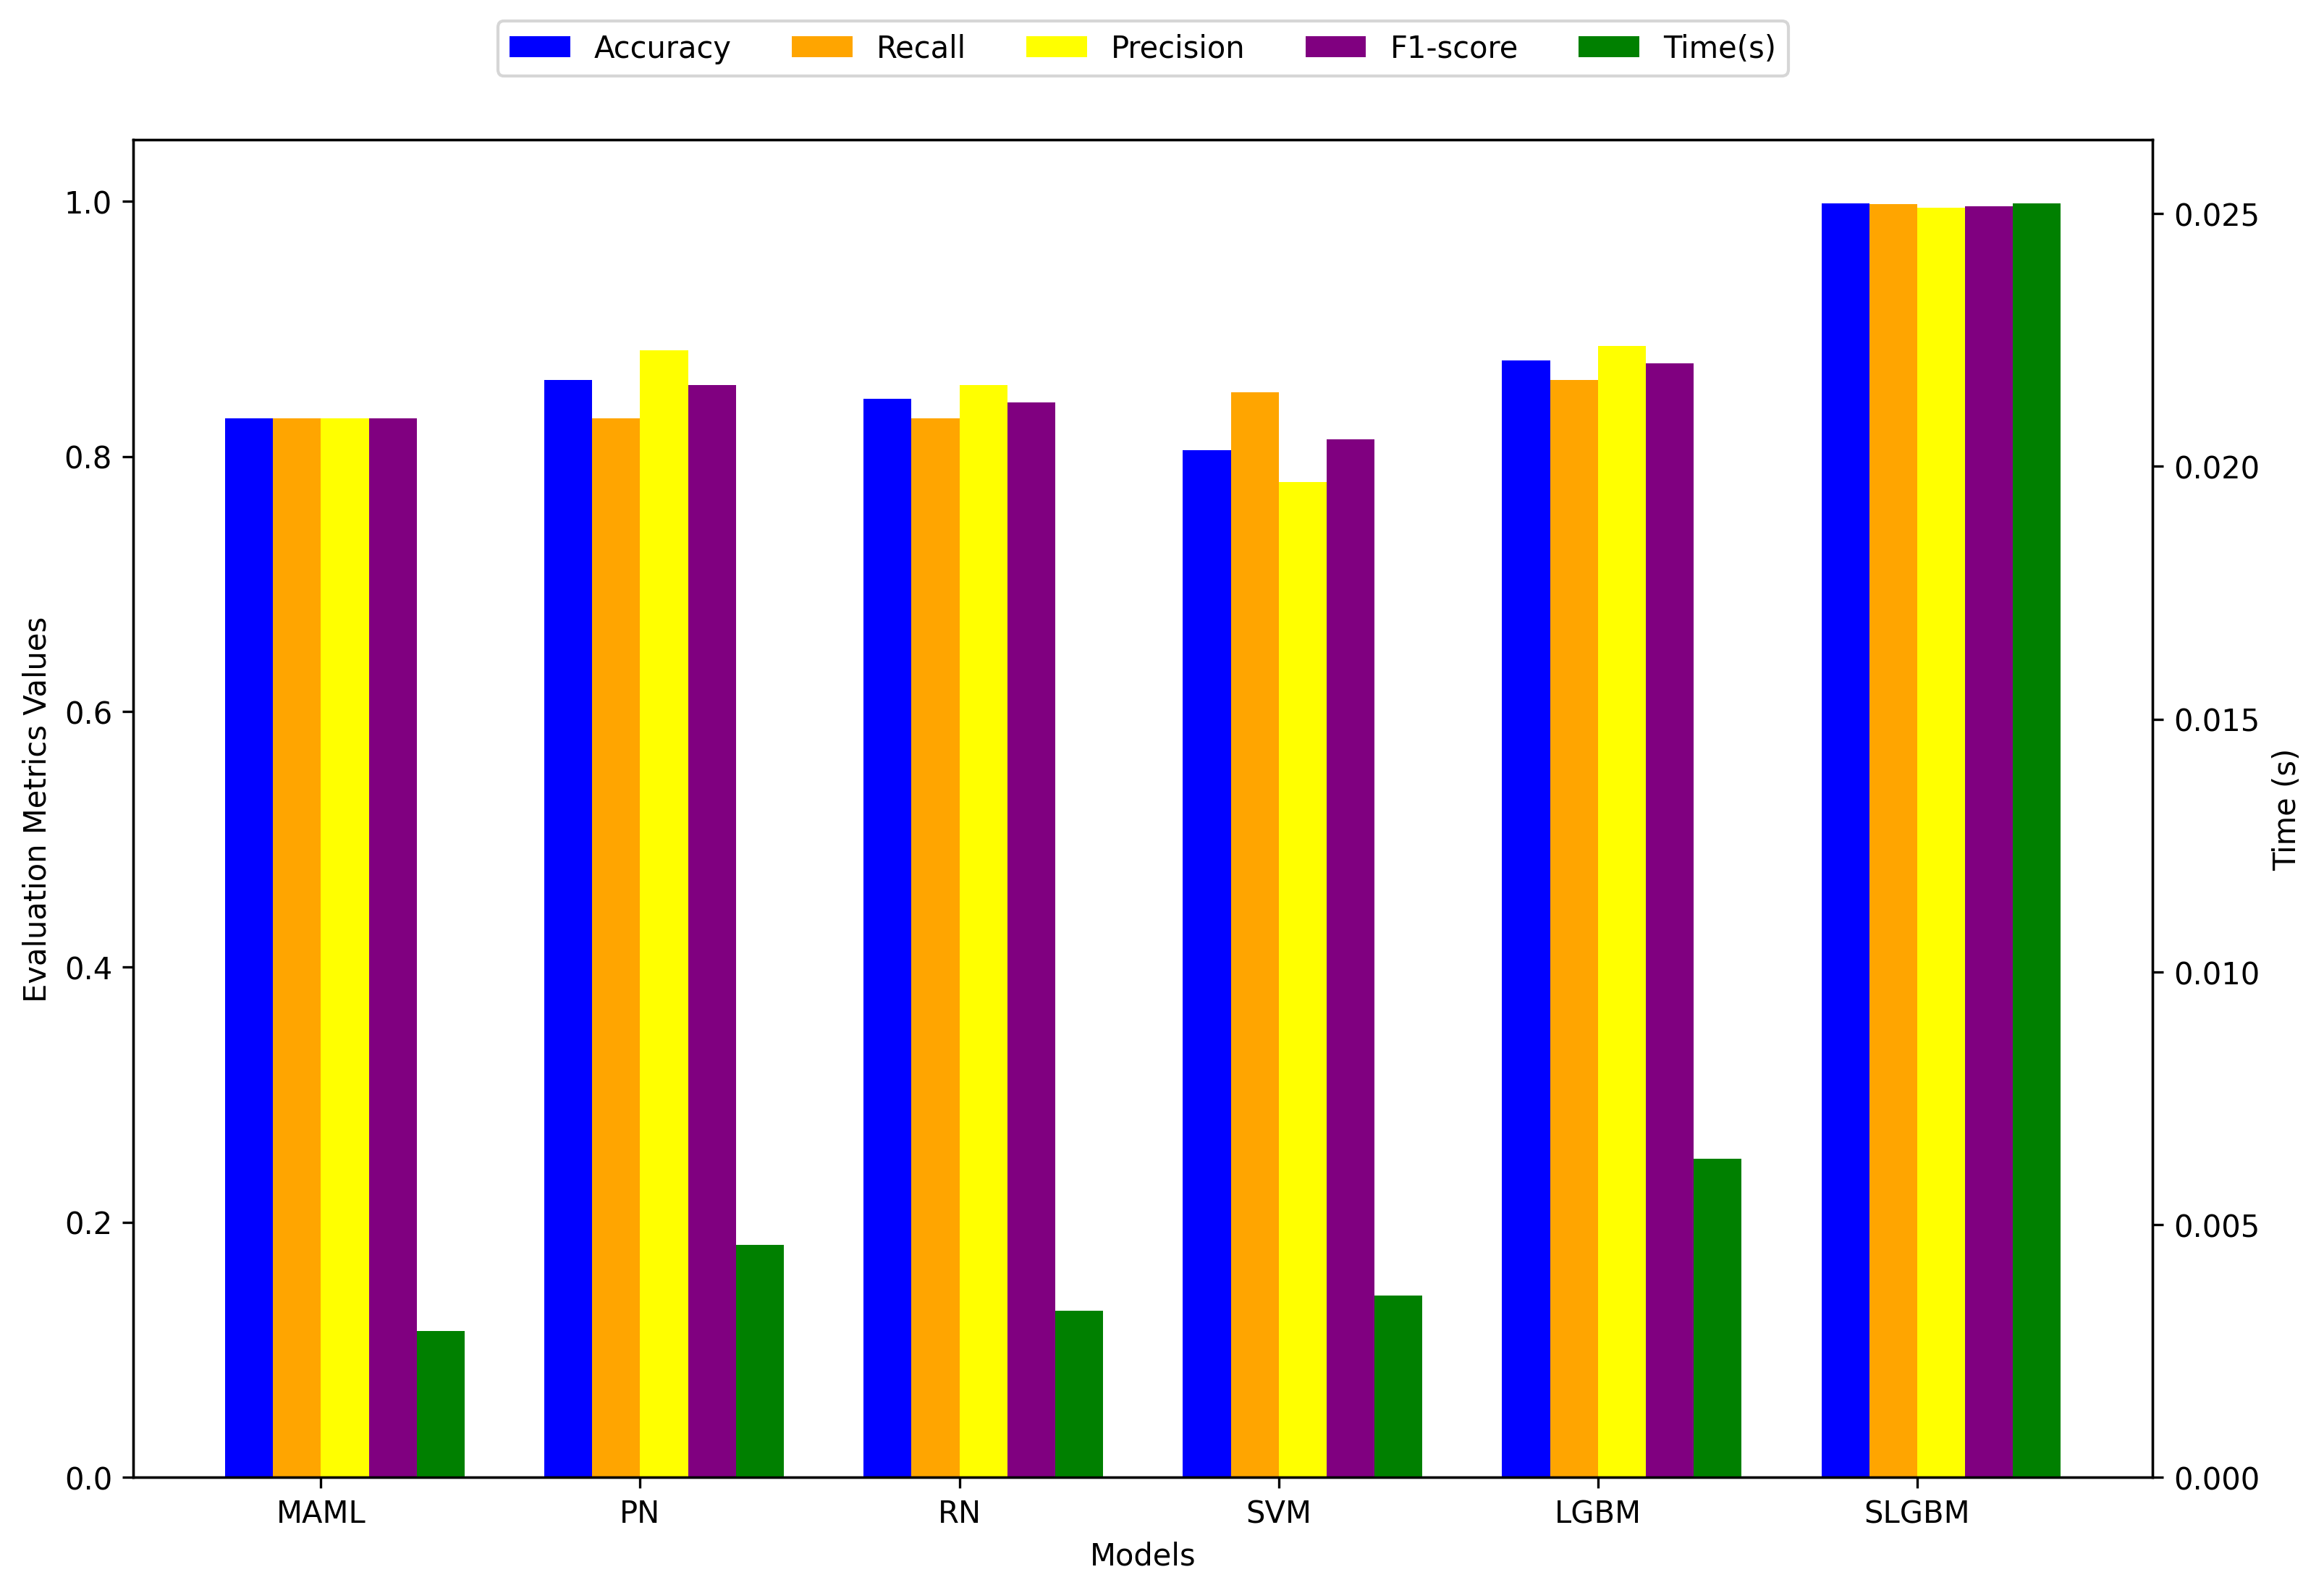 Accuracy Recall Precision F1-score Time(s)
Evaluation Metrics Values
1.0
0.8
0.6
0.4
0.2
0.0
0.025
0.020
0.015
0.010
0.005
0.000
Time (s)
MAML PN RN SVM LGBM SLGBM
Models